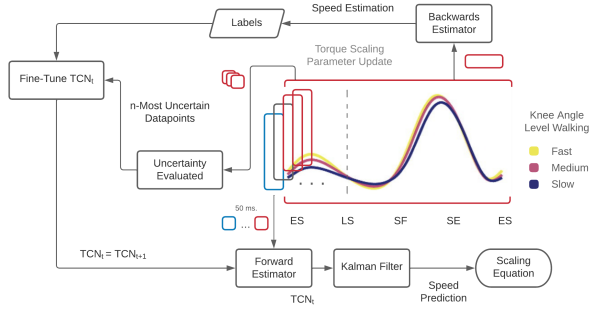 Speed Estimation
Labels
Backwards
Estimator
Torque Scaling
Parameter Update
Fine-Tune TCNt
n-Most Uncertain
Datapoints
Knee Angle
Level Walking
Fast
Medium
Slow
Uncertainty
Evaluated
50 ms.
...
ES
LS
SF
SE
ES
TCNt = TCNt+1
Forward
Estimator
Kalman Filter
Scaling
Equation
TCNt
Speed
Prediction